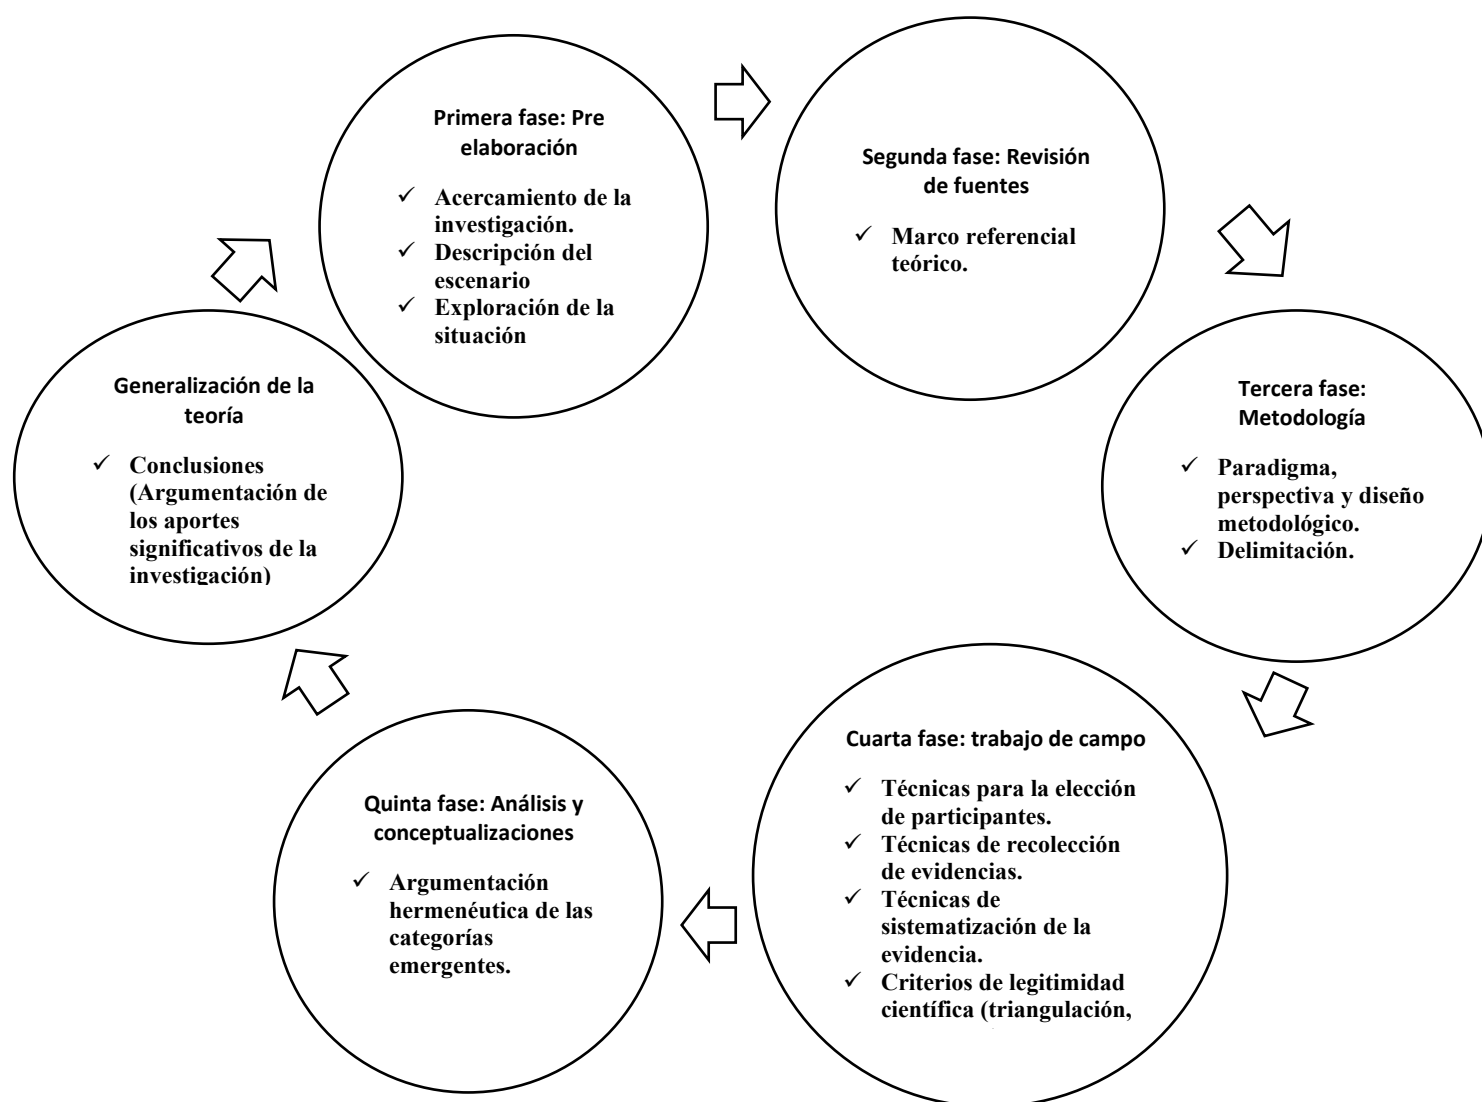 Primera fase: Pre
elaboración
✓ Acercamiento de la
investigación.
✓ Descripción del
escenario
✓ Exploración de la
situación
Segunda fase: Revisión
de fuentes
✓ Marco referencial
teórico.
Tercera fase:
Metodología
✓ Paradigma,
perspectiva y diseño
metodológico.
✓ Delimitación.
Cuarta fase: trabajo de campo
✓ Técnicas para la elección
de participantes.
✓ Técnicas de recolección
de evidencias.
✓ Técnicas de
sistematización de la
evidencia.
✓ Criterios de legitimidad
científica (triangulación,
Quinta fase: Análisis y
conceptualizaciones
✓ Argumentación
hermenéutica de las
categorías
emergentes.
Generalización de la
teoría
✓ Conclusiones
(Argumentación de
los aportes
significativos de la
investigación)